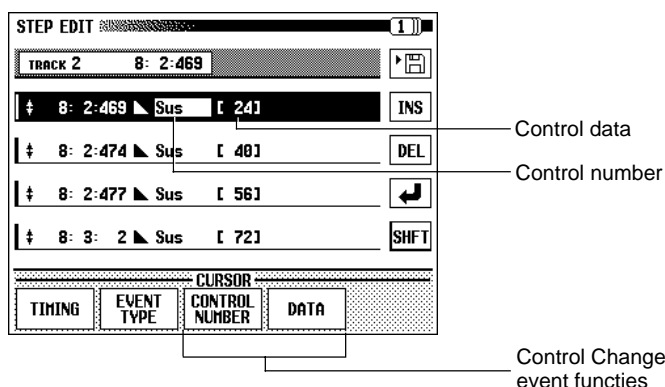 STEP EDIT 1
TRACK 2 8: 2:469
8: 2:469 Sus [ 24] INS
Control data
8: 2:474 Sus [ 40] DEL
Control number
8: 2:477 Sus [ 56]
8: 3: 2 Sus [ 72] SHFT
CURSOR
TIMING EVENT TYPE CONTROL NUMBER DATA
Control Change
event functies